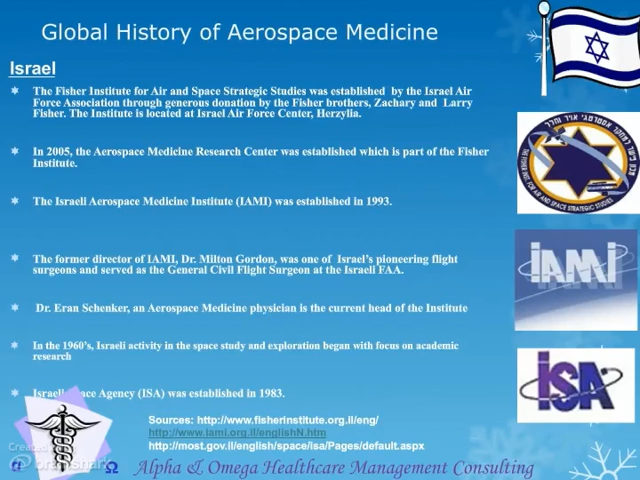 Global History of Aerospace Medicine
Israel
The Fisher Institute for Air and Space Strategic Studies was established by the Israel Air
Force Association through generous donation by the Fisher brothers, Zachary and Larry
Fisher. The Institute is located at Israel Air Force Center, Herzylia.
In 2005, the Aerospace Medicine Research Center was established which is part of the Fisher
Institute.
The Israeli Aerospace Medicine Institute (IAMI) was established in 1993.
iAMi
The former director of IAMI, Dr. Milton Gordon, was one of Israel's pioneering flight
surgeons and served as the General Civil Flight Surgeon at the Israeli FAA.
Dr. Eran Schenker, an Aerospace Medicine physician is the current head of the Institute
In the 1960's, Israeli activity in the space study and exploration began with focus on academic
research
iSA
Space Agency (ISA) was established in 1983.
Sources: http://www.fisherinstitute.org.il/eng/
http://www.iami.org.il/englishN.htm
http://most.gov.il/english/space/isa/Pages/default.aspx
Α Ω Alpha & Omega Healthcare Management Consulting